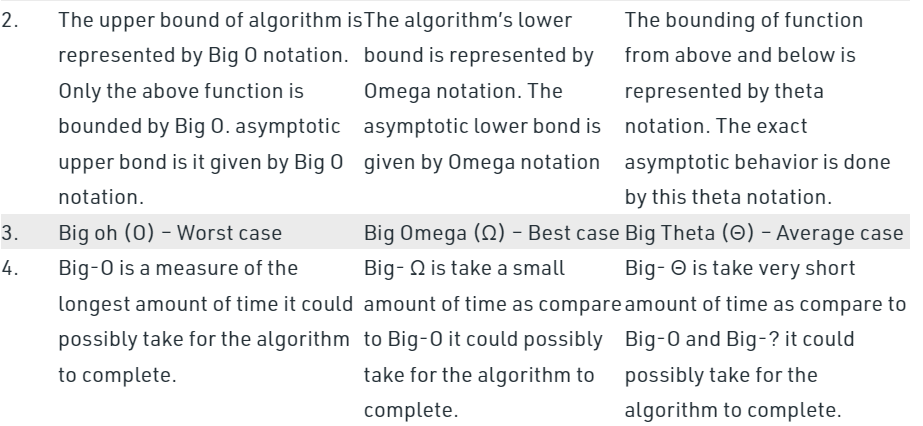 2. The upper bound of algorithm is The algorithm's lower The bounding of function
represented by Big O notation. bound is represented by from above and below is
Only the above function is Omega notation. The represented by theta
bounded by Big O. asymptotic asymptotic lower bond is notation. The exact
upper bond is it given by Big O given by Omega notation asymptotic behavior is done
notation. by this theta notation.
3. Big oh (O) – Worst case Big Omega (Ω) – Best case Big Theta (Θ) – Average case
4. Big-O is a measure of the Big- Ω is take a small Big- Θ is take very short
longest amount of time it could amount of time as compare amount of time as compare to
possibly take for the algorithm to Big-O it could possibly Big-O and Big-? it could
to complete. take for the algorithm to possibly take for the
complete. algorithm to complete.